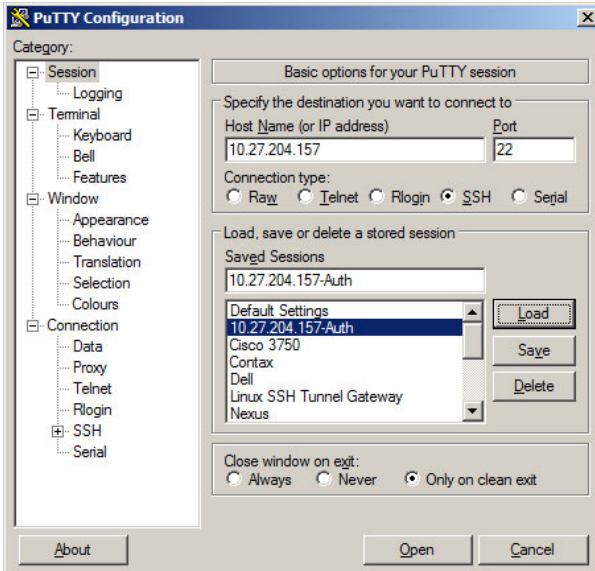 PuTTY Configuration
Category:
Session
Logging
Terminal
Keyboard
Bell
Features
Window
Appearance
Behaviour
Translation
Selection
Colours
Connection
Data
Proxy
Telnet
Rlogin
SSH
Serial
Basic options for your PuTTY session
Specify the destination you want to connect to
Host Name (or IP address) Port
10.27.204.157 22
Connection type:
Raw Telnet Rlogin SSH Serial
Load, save or delete a stored session
Saved Sessions
10.27.204.157-Auth
Default Settings
10.27.204.157-Auth
Cisco 3750
Contax
Dell
Linux SSH Tunnel Gateway
Nexus
Load
Save
Delete
Close window on exit:
Always Never Only on clean exit
About Open Cancel